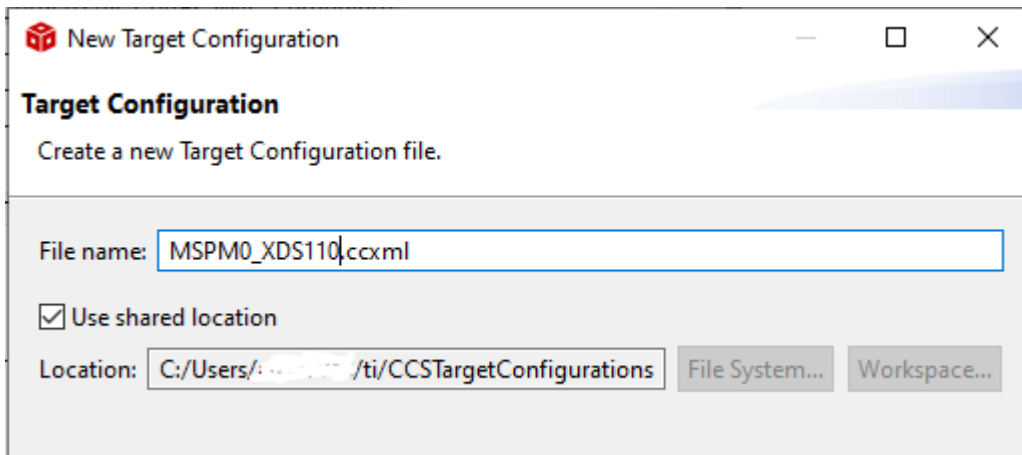 New Target Configuration
Target Configuration
Create a new Target Configuration file.
File name: MSPM0_XDS110.ccxml
Use shared location
Location: C:/Users/ /ti/CCSTargetConfigurations File System... Workspace...